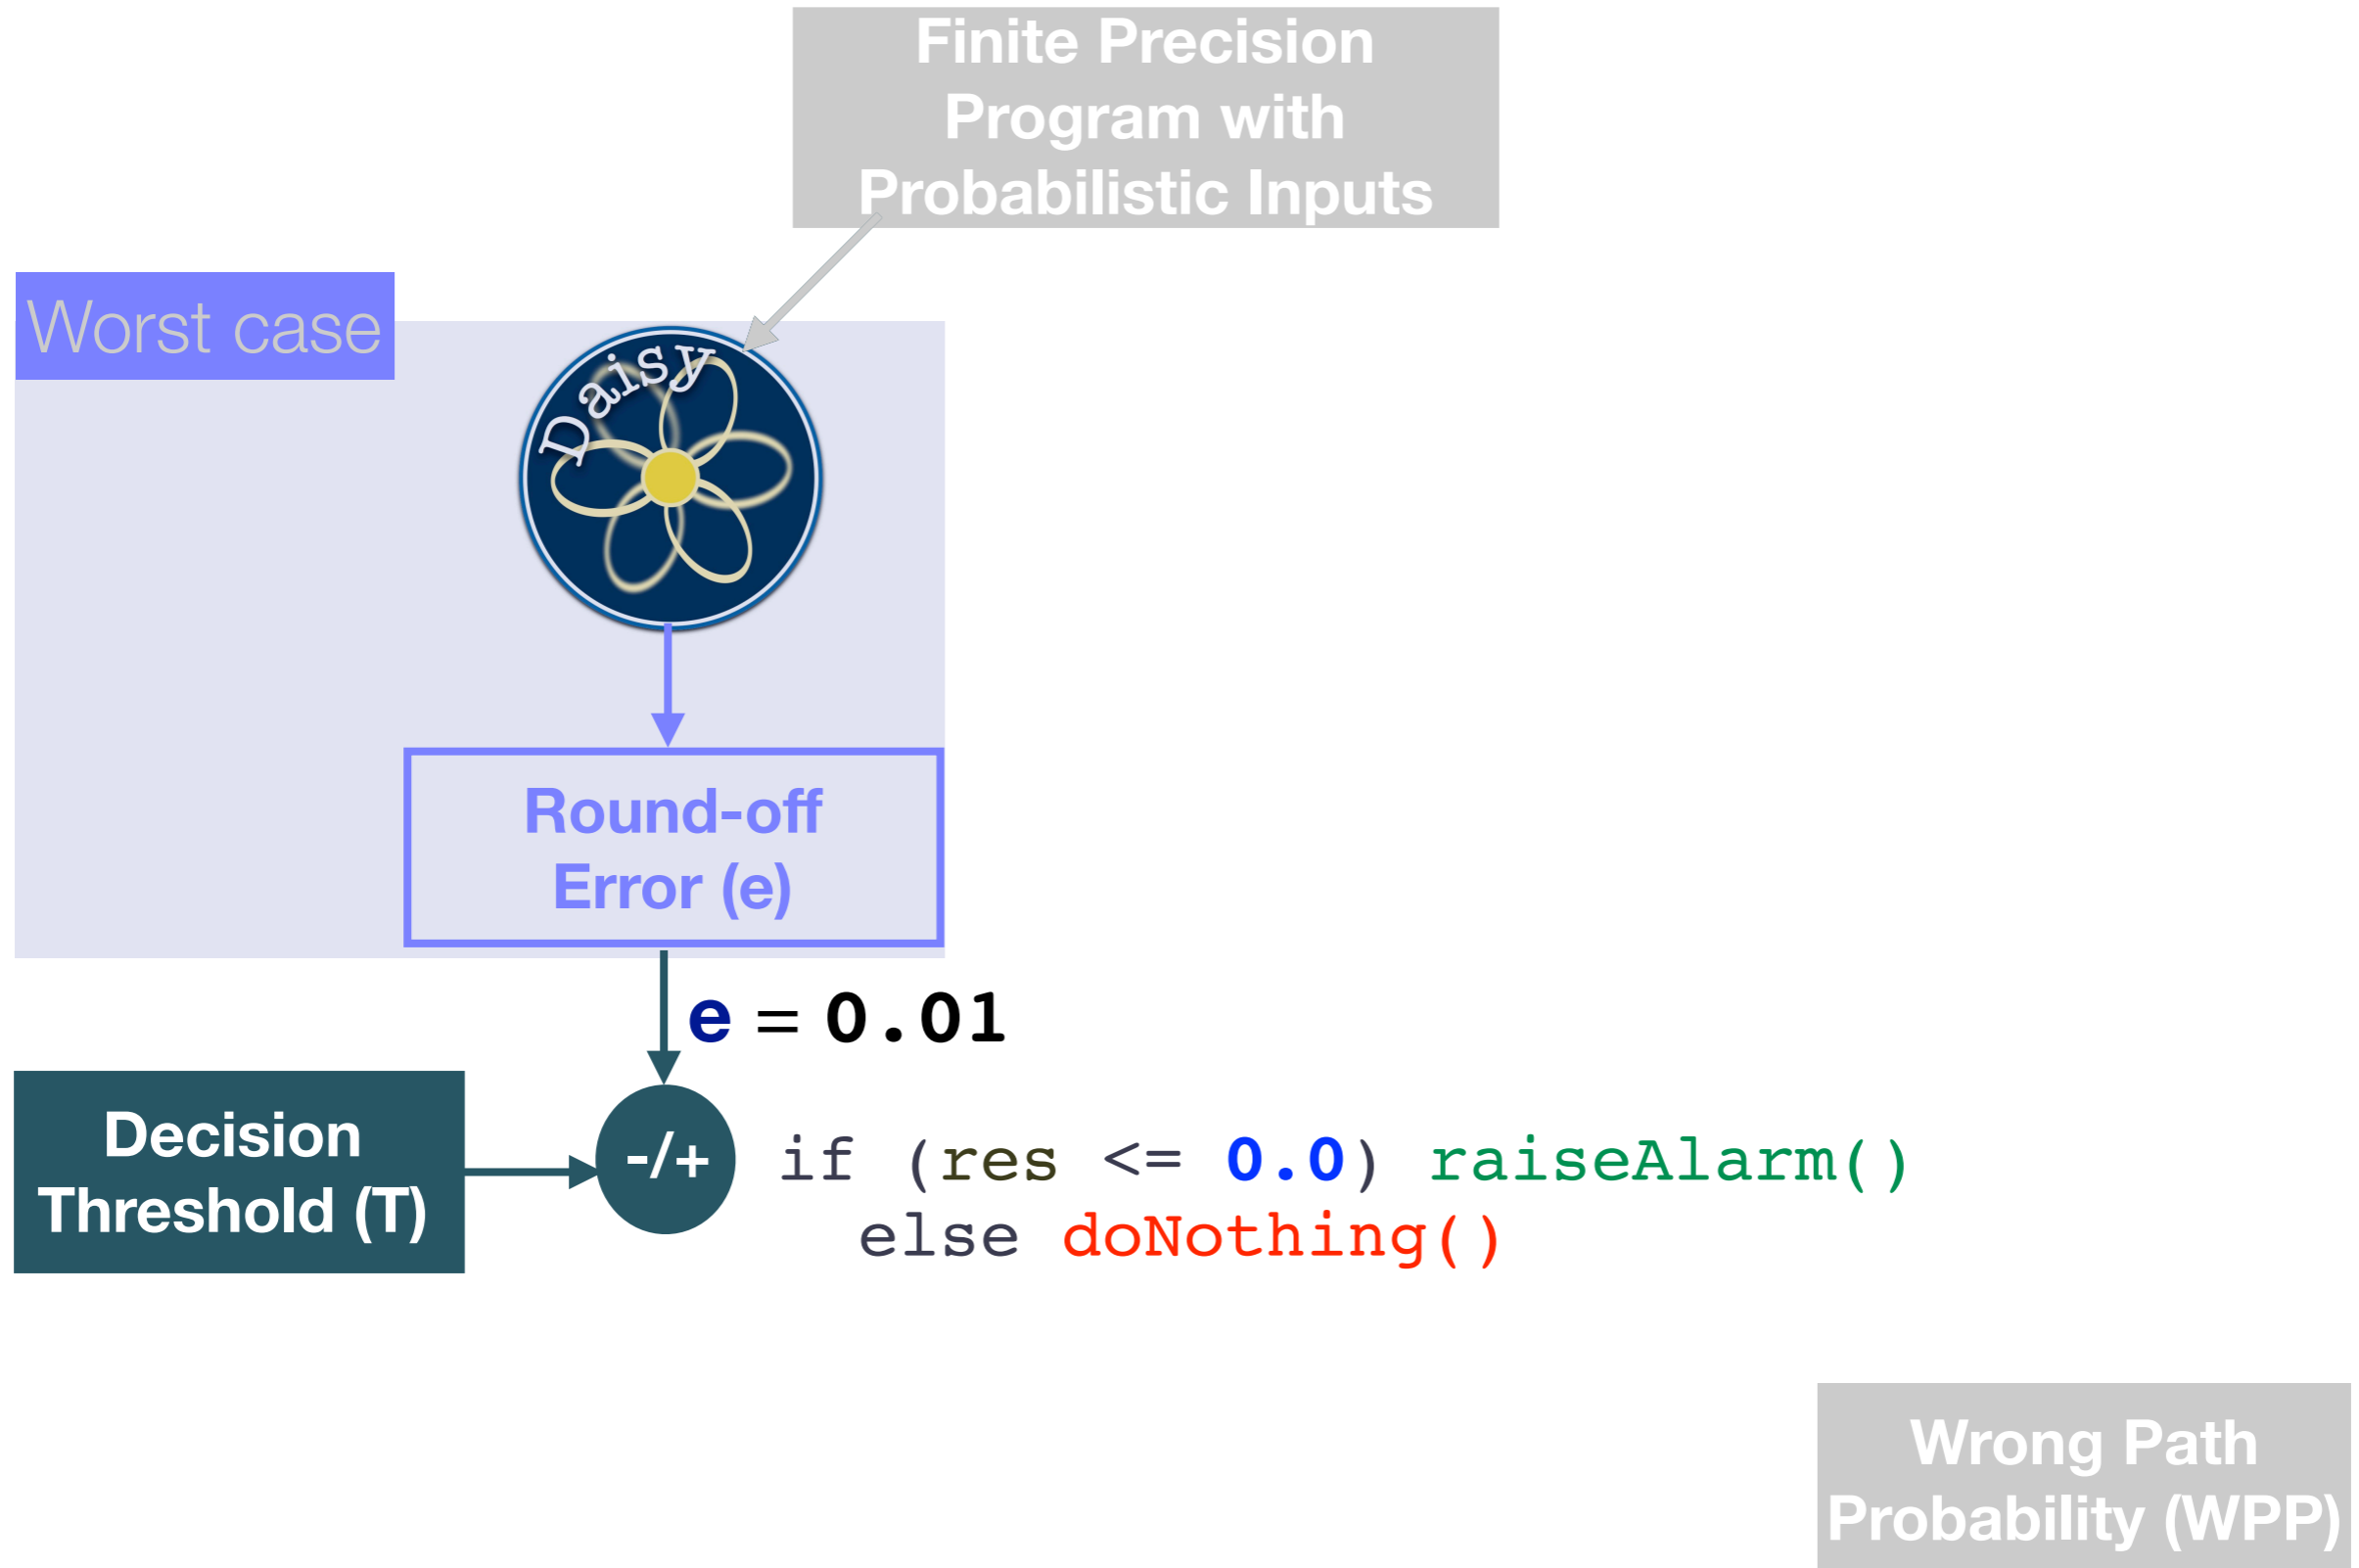 Finite Precision
Program with
Probabilistic Inputs
Worst case
Daisy
Round-off
Error (e)
e = 0.01
Decision
Threshold (T)
-/+
if (res <= 0.0) raiseAlarm()
else doNothing()
Wrong Path
Probability (WPP)